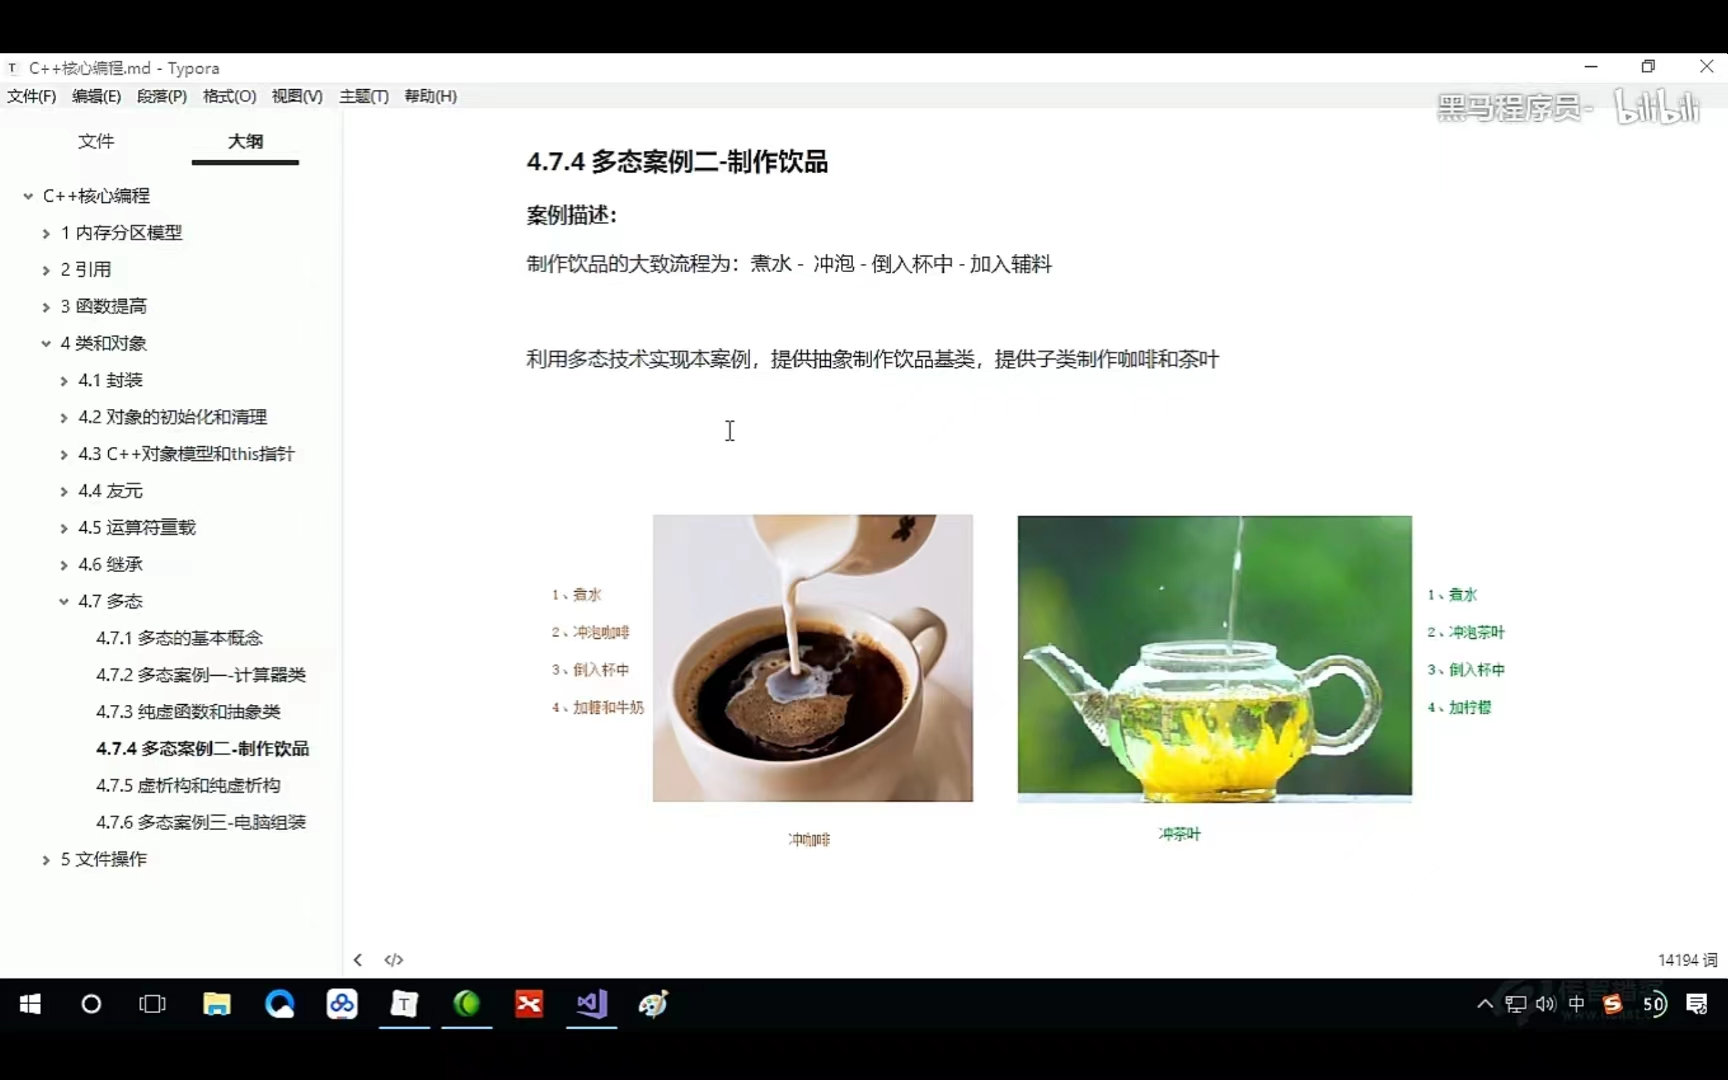 C++核心编程.md - Typora
文件(F) 编辑(E) 段落(P) 格式(O) 视图(V) 主题(T) 帮助(H)
黑马程序员- bilibili
文件 大纲
C++核心编程
1 内存分区模型
2 引用
3 函数提高
4 类和对象
4.1 封装
4.2 对象的初始化和清理
4.3 C++对象模型和this指针
4.4 友元
4.5 运算符重载
4.6 继承
4.7 多态
4.7.1 多态的基本概念
4.7.2 多态案例一-计算器类
4.7.3 纯虚函数和抽象类
4.7.4 多态案例二-制作饮品
4.7.5 虚析构和纯虚析构
4.7.6 多态案例三-电脑组装
5 文件操作
4.7.4 多态案例二-制作饮品
案例描述：
制作饮品的大致流程为：煮水 - 冲泡 - 倒入杯中 - 加入辅料
利用多态技术实现本案例，提供抽象制作饮品基类，提供子类制作咖啡和茶叶
1、煮水
2、冲泡咖啡
3、倒入杯中
4、加糖和牛奶
冲咖啡
1、煮水
2、冲泡茶叶
3、倒入杯中
4、加柠檬
冲茶叶
</> 14194 词
中 50